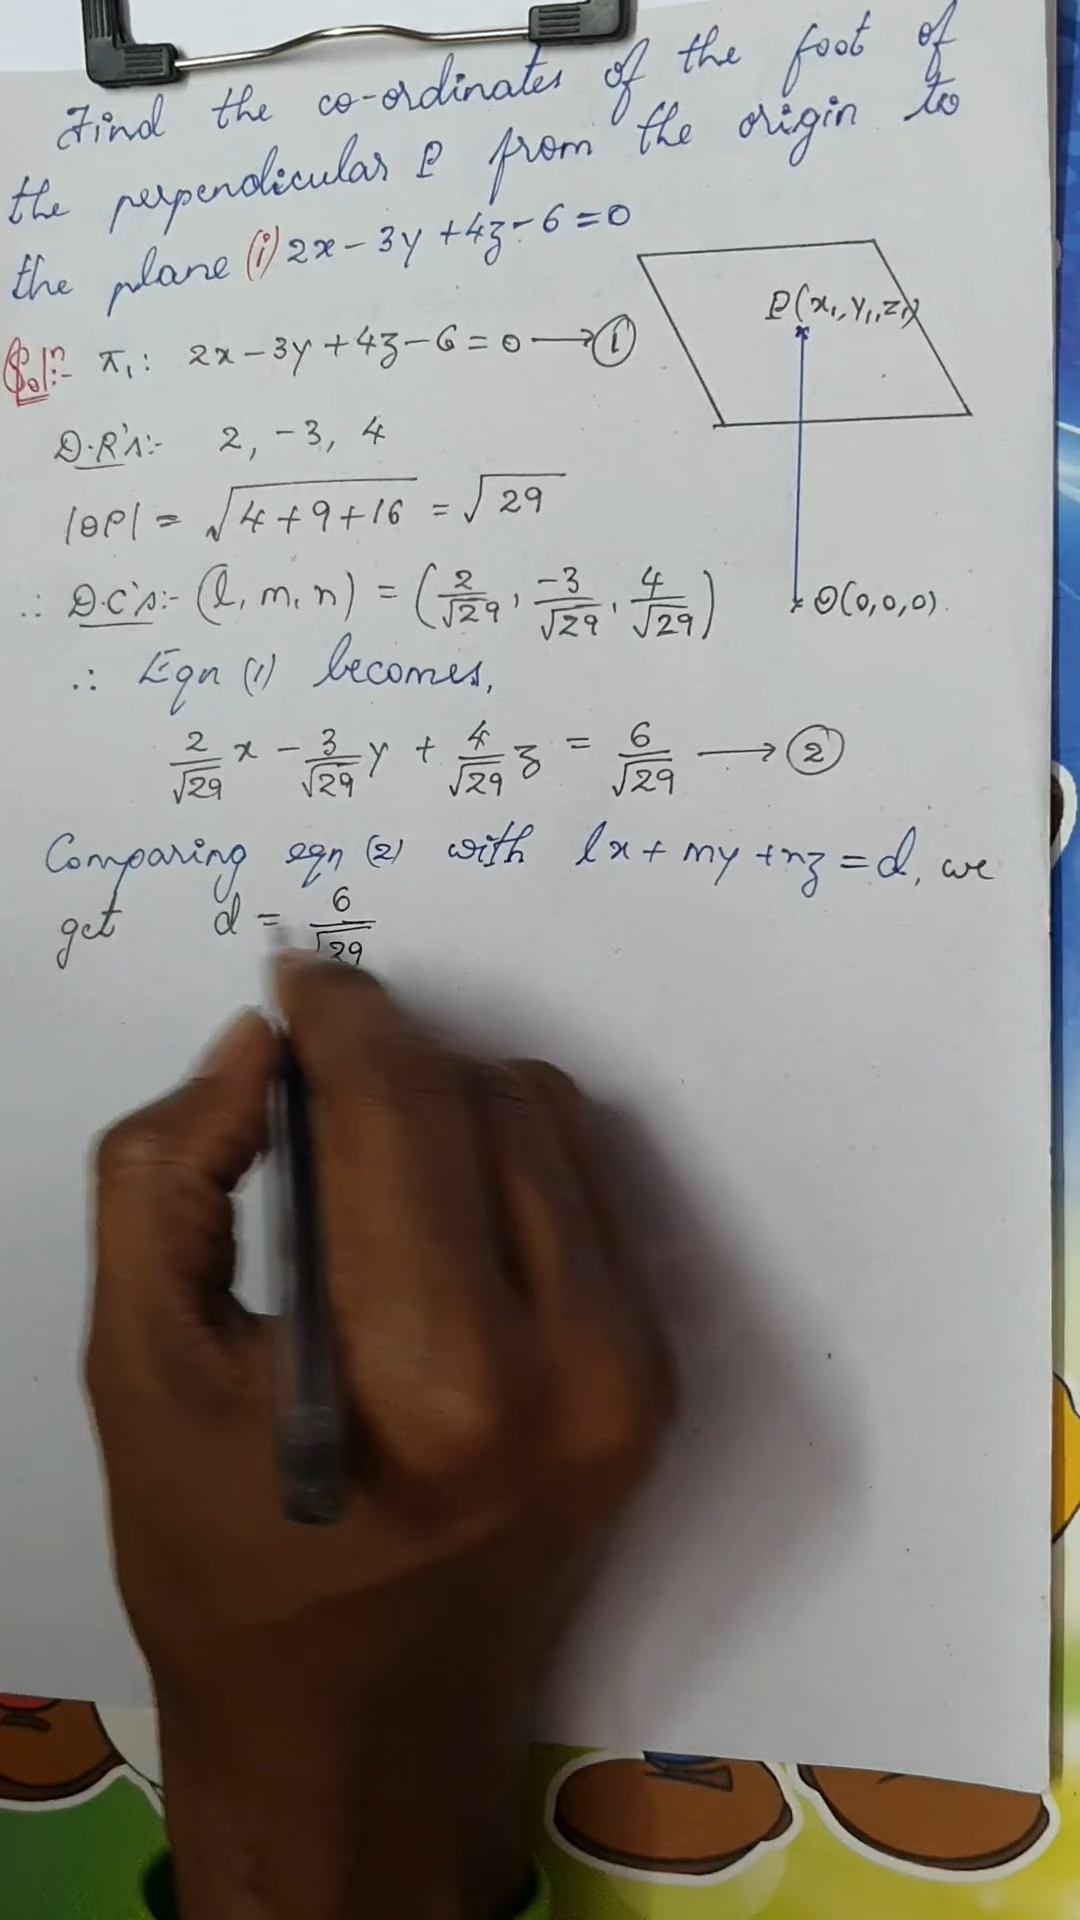 Find the co-ordinates of the foot of
the perpendicular P from the origin to
the plane (i) 2x - 3y + 4z - 6 = 0
P(x₁, y₁, z₁)
Solⁿ:- π₁: 2x - 3y + 4z - 6 = 0 → ①
D.R's:- 2, -3, 4
|OP| = √(4+9+16) = √29
∴ D.C's:- (l, m, n) = (2/√29, -3/√29, 4/√29)
O(0,0,0).
∴ Eqn (1) becomes,
2/√29 x - 3/√29 y + 4/√29 z = 6/√29 → ②
Comparing eqn (2) with lx + my + nz = d, we
get d = 6/√29